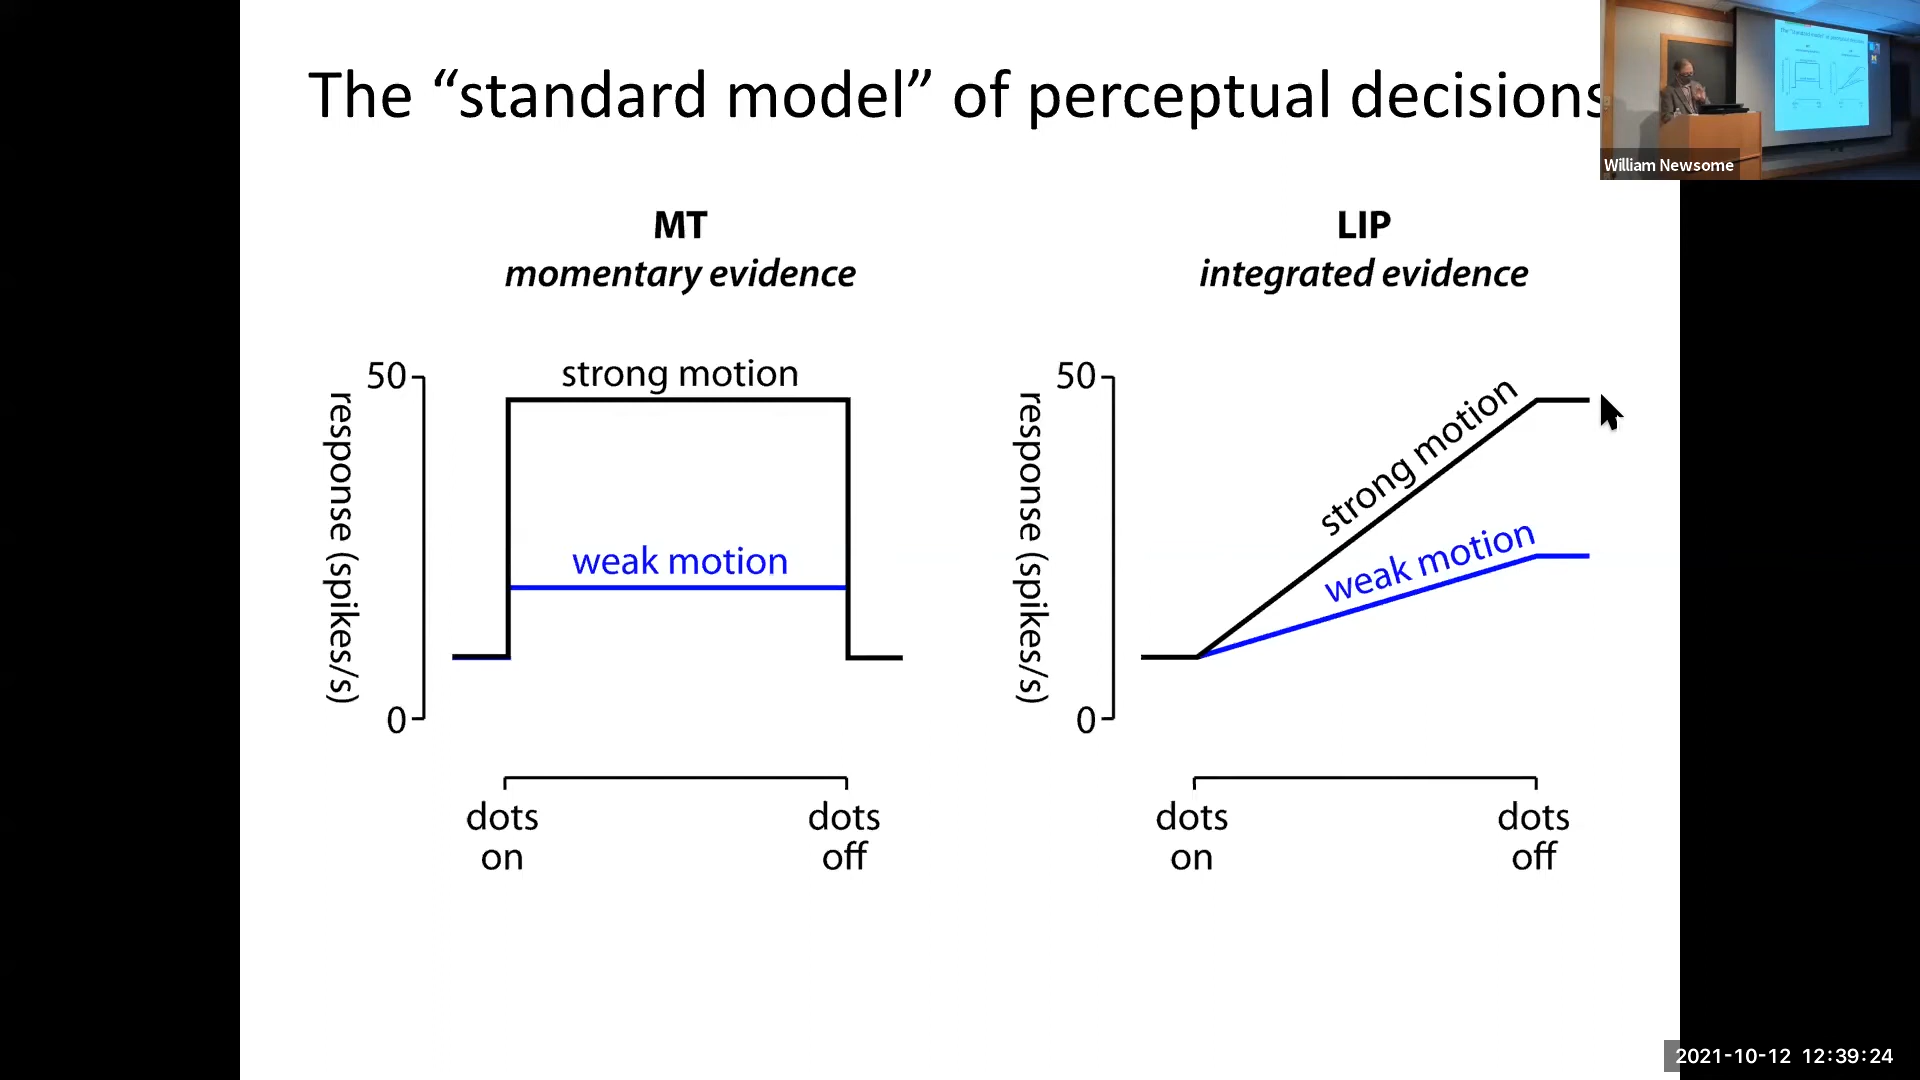 The “standard model” of perceptual decisions
William Newsome
MT
momentary evidence
50
strong motion
weak motion
response (spikes/s)
0
dots
on
dots
off
LIP
integrated evidence
50
strong motion
weak motion
response (spikes/s)
0
dots
on
dots
off
2021-10-12 12:39:24